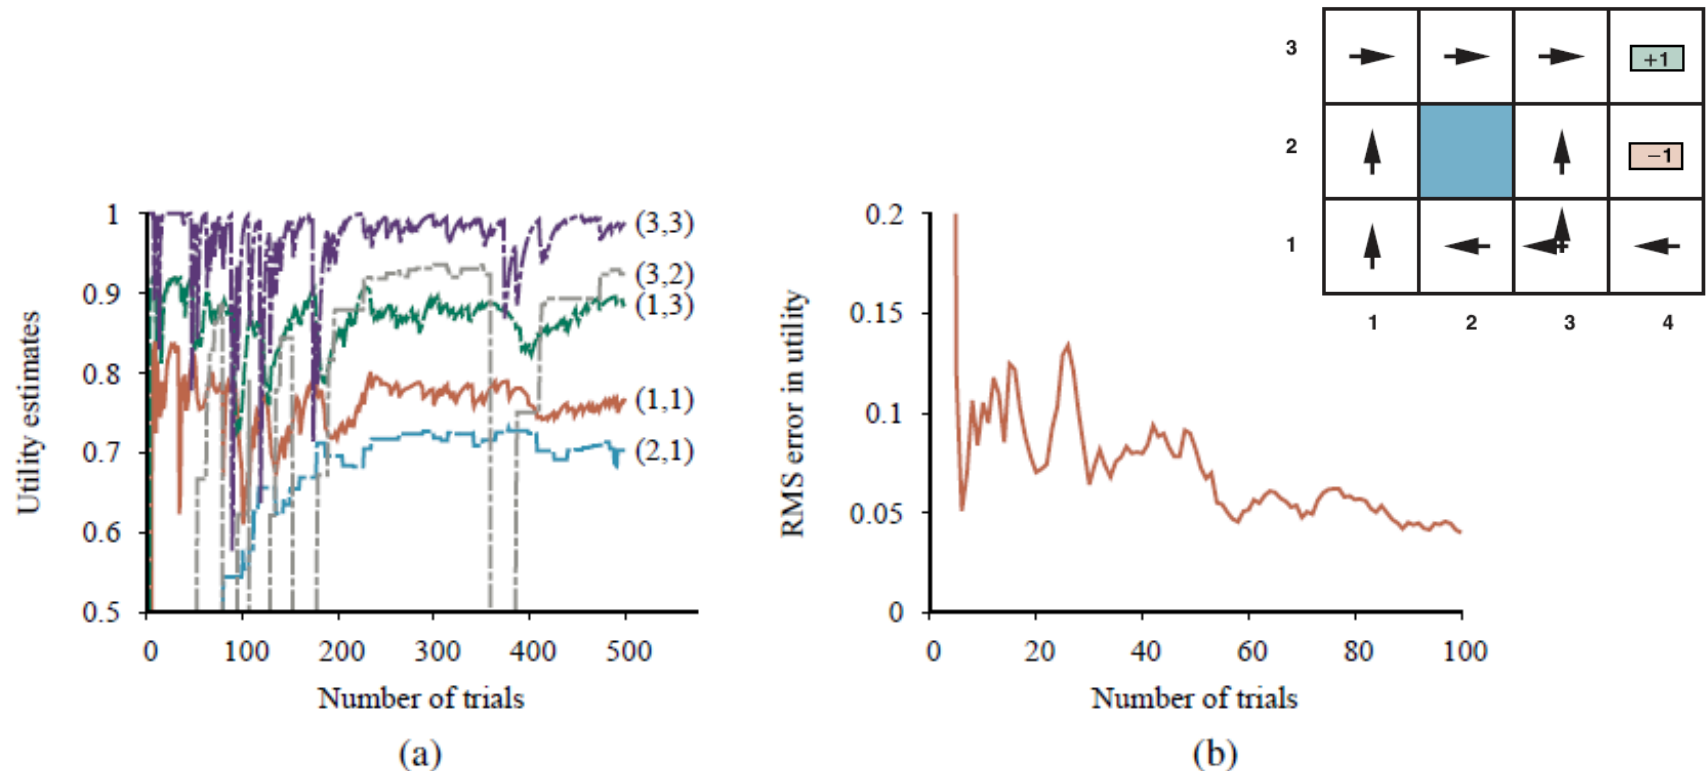 3
+1
2
−1
1
1 2 3 4
Utility estimates
1
0.9
0.8
0.7
0.6
0.5
(3,3)
(3,2)
(1,3)
(1,1)
(2,1)
0 100 200 300 400 500
Number of trials
(a)
RMS error in utility
0.2
0.15
0.1
0.05
0
0 20 40 60 80 100
Number of trials
(b)